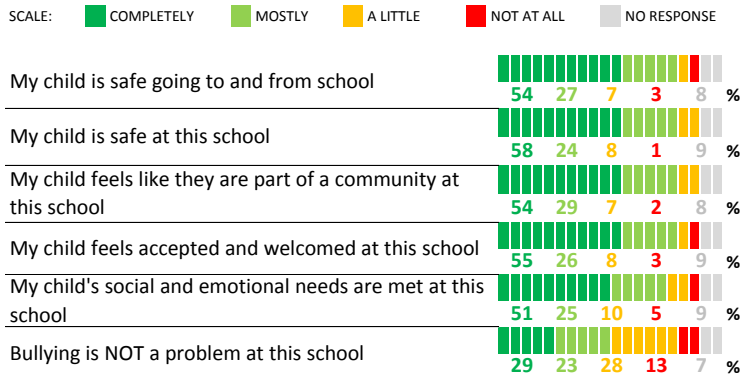 SCALE: COMPLETELY MOSTLY A LITTLE NOT AT ALL NO RESPONSE
My child is safe going to and from school
54 27 7 3 8 %
My child is safe at this school
58 24 8 1 9 %
My child feels like they are part of a community at
this school
54 29 7 2 8 %
My child feels accepted and welcomed at this school
55 26 8 3 9 %
My child's social and emotional needs are met at this
school
51 25 10 5 9 %
Bullying is NOT a problem at this school
29 23 28 13 7 %